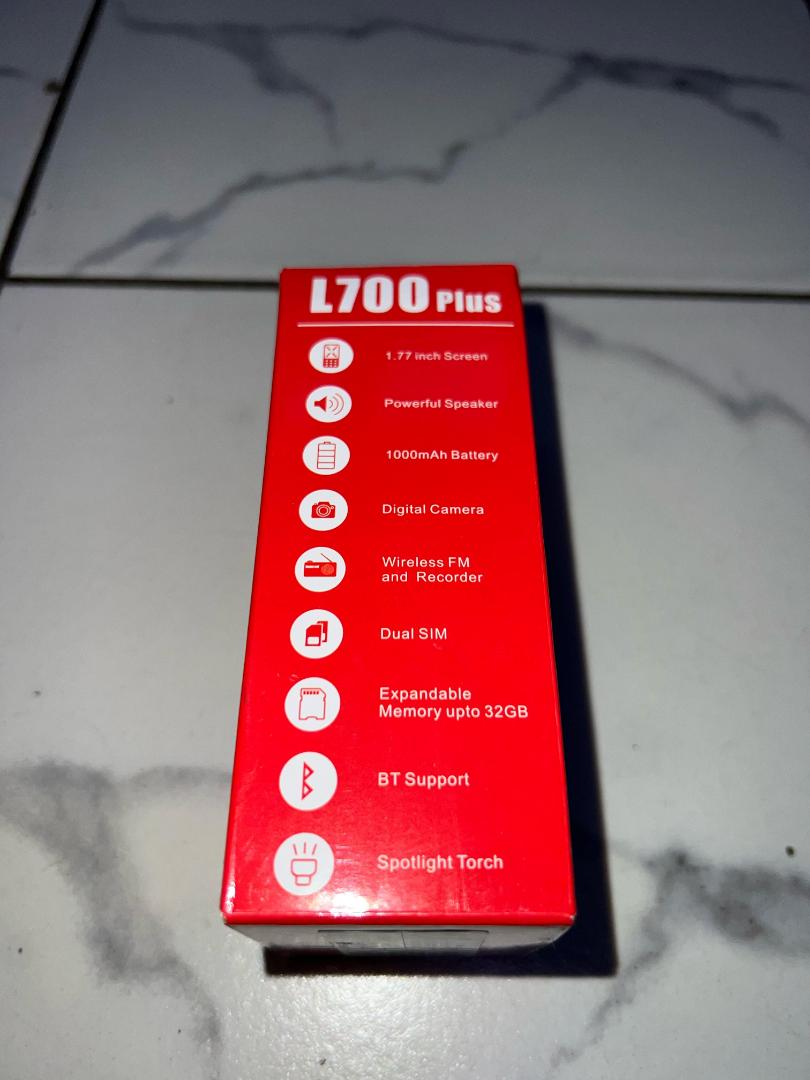 L700 Plus
1.77 inch Screen
Powerful Speaker
1000mAh Battery
Digital Camera
Wireless FM
and Recorder
Dual SIM
Expandable
Memory upto 32GB
BT Support
Spotlight Torch